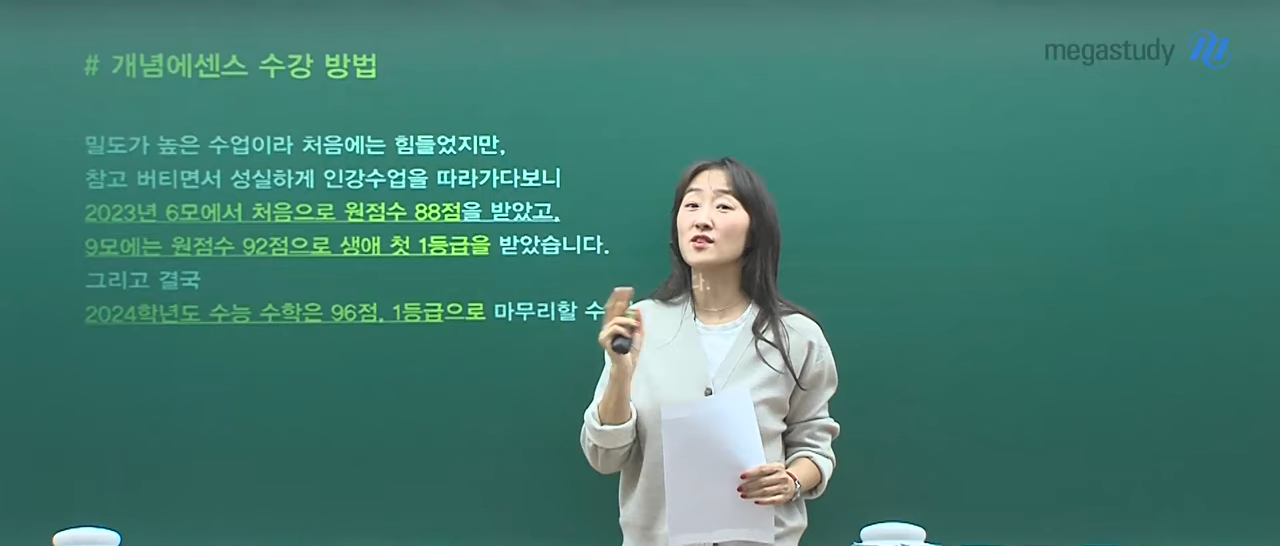 # 개념에센스 수강 방법
megastudy
밀도가 높은 수업이라 처음에는 힘들었지만,
참고 버티면서 성실하게 인강수업을 따라가다보니
2023년 6모에서 처음으로 원점수 88점을 받았고,
9모에는 원점수 92점으로 생애 첫 1등급을 받았습니다.
그리고 결국
2024학년도 수능 수학은 96점, 1등급으로 마무리할 수